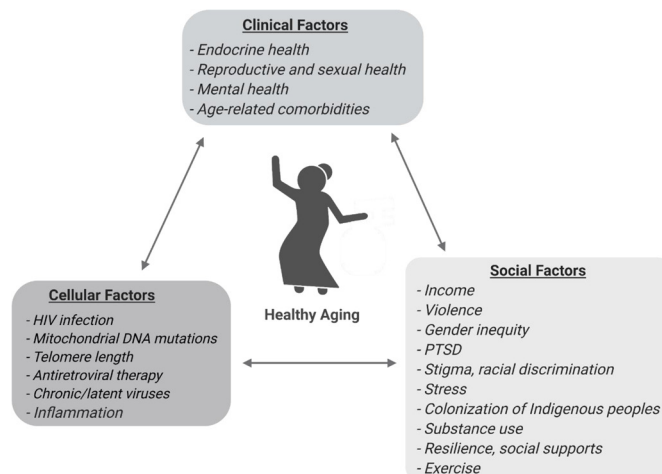 Clinical Factors
- Endocrine health
- Reproductive and sexual health
- Mental health
- Age-related comorbidities
Healthy Aging
Cellular Factors
- HIV infection
- Mitochondrial DNA mutations
- Telomere length
- Antiretroviral therapy
- Chronic/latent viruses
- Inflammation
Social Factors
- Income
- Violence
- Gender inequity
- PTSD
- Stigma, racial discrimination
- Stress
- Colonization of Indigenous peoples
- Substance use
- Resilience, social supports
- Exercise